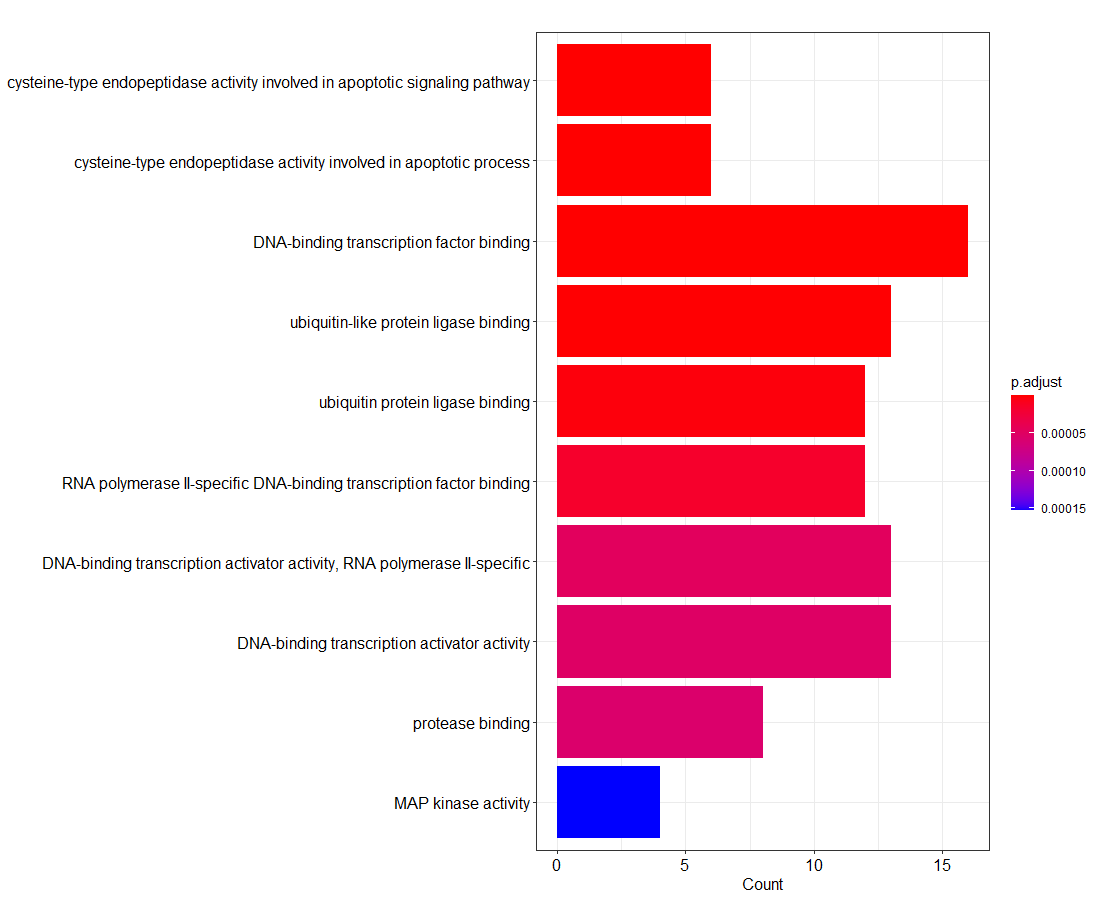 cysteine-type endopeptidase activity involved in apoptotic signaling pathway
cysteine-type endopeptidase activity involved in apoptotic process
DNA-binding transcription factor binding
ubiquitin-like protein ligase binding
ubiquitin protein ligase binding
RNA polymerase II-specific DNA-binding transcription factor binding
DNA-binding transcription activator activity, RNA polymerase II-specific
DNA-binding transcription activator activity
protease binding
MAP kinase activity
0 5 10 15
Count
p.adjust
0.00005
0.00010
0.00015